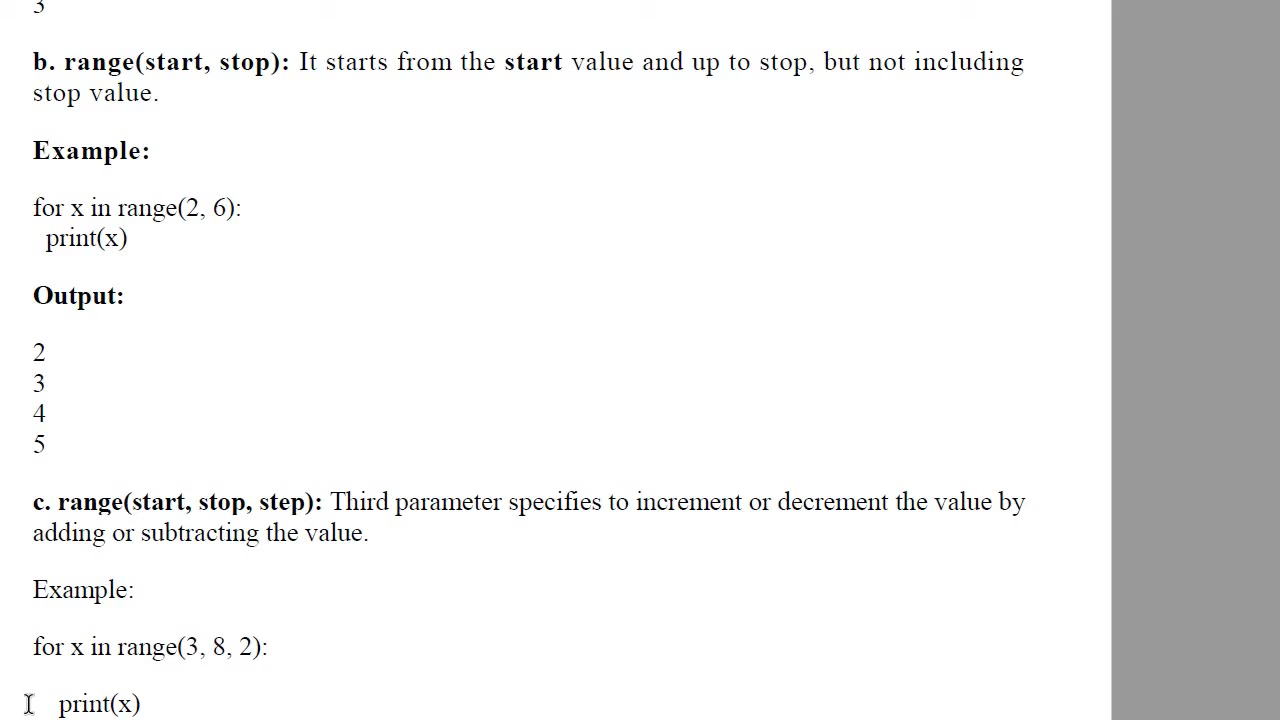 3
b. range(start, stop): It starts from the start value and up to stop, but not including
stop value.
Example:
for x in range(2, 6):
print(x)
Output:
2
3
4
5
c. range(start, stop, step): Third parameter specifies to increment or decrement the value by
adding or subtracting the value.
Example:
for x in range(3, 8, 2):
print(x)